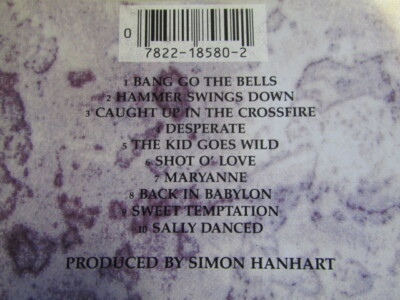 0
7822-18580-2
1 BANG GO THE BELLS
2 HAMMER SWINGS DOWN
3 CAUGHT UP IN THE CROSSFIRE
4 DESPERATE
5 THE KID GOES WILD
6 SHOT O' LOVE
7 MARYANNE
8 BACK IN BABYLON
9 SWEET TEMPTATION
10 SALLY DANCED
PRODUCED BY SIMON HANHART